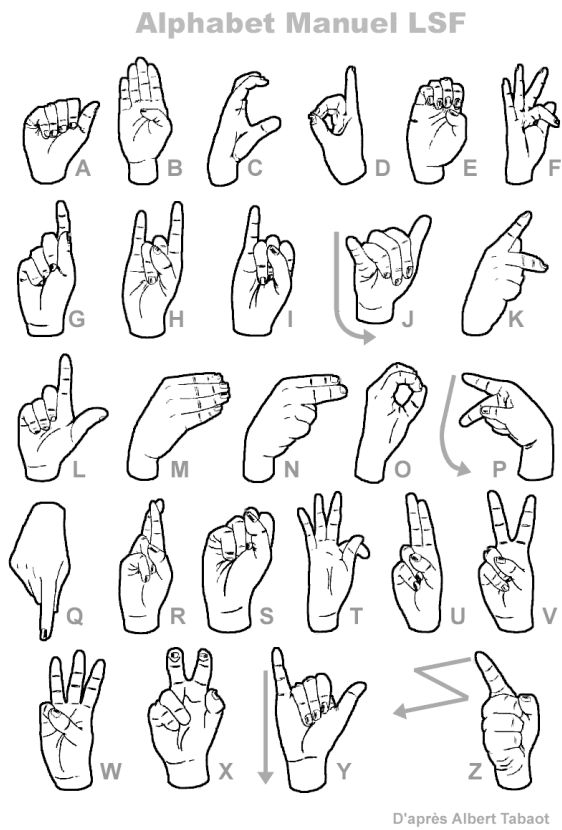 Alphabet Manuel LSF
A B C D E F
G H I J K
L M N O P
Q R S T U V
W X Y Z
D'après Albert Tabaot